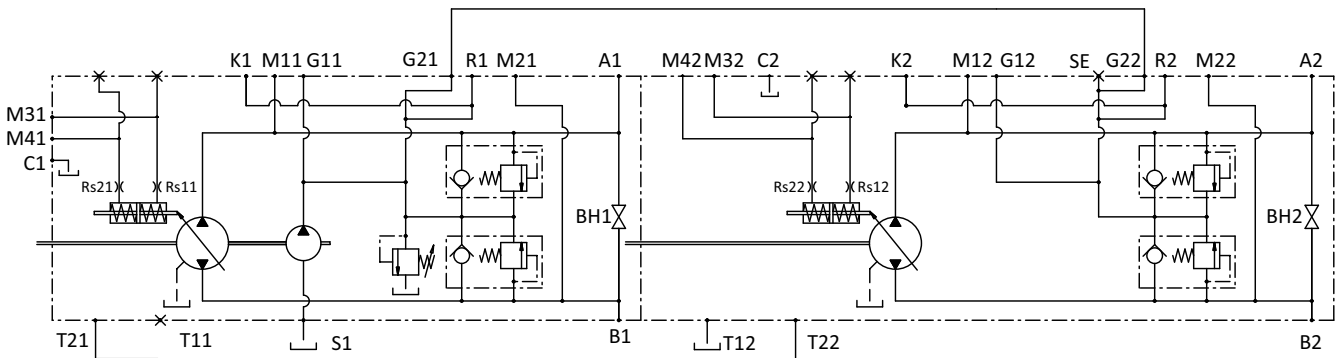 K1 M11 G11 G21 R1 M21 A1 M42 M32 C2 K2 M12 G12 SE G22 R2 M22 A2
M31
M41
C1
Rs21 Rs11 Rs22 Rs12
BH1 BH2
T21 T11 S1 B1 T12 T22 B2